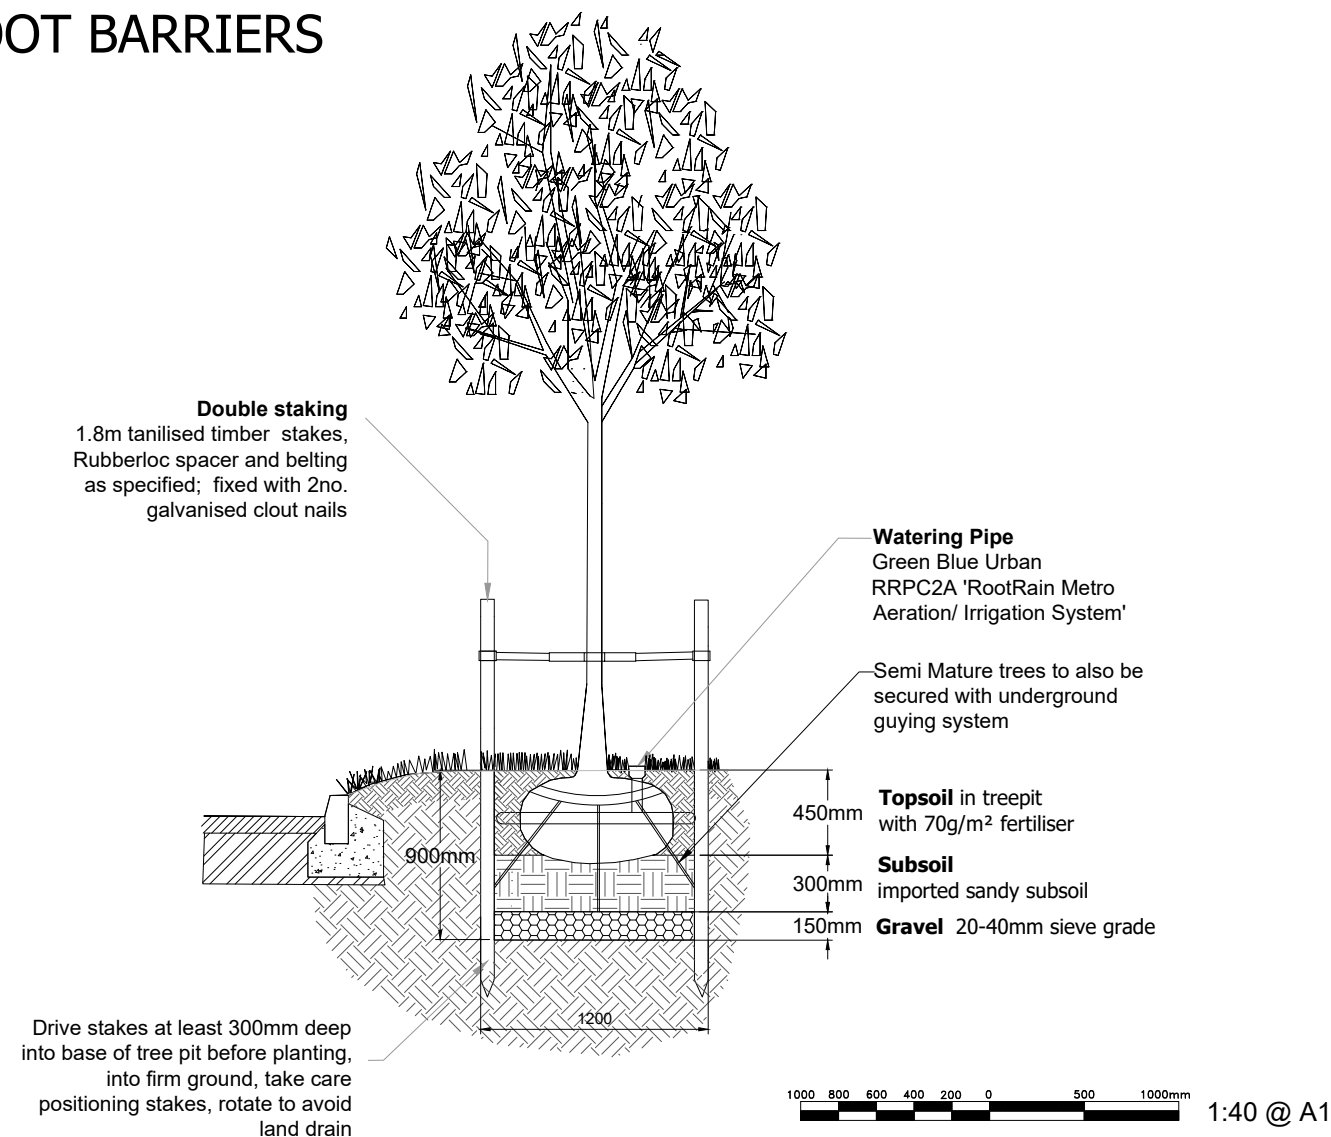 OOT BARRIERS
Double staking
1.8m tanilised timber stakes,
Rubberloc spacer and belting
as specified; fixed with 2no.
galvanised clout nails
Watering Pipe
Green Blue Urban
RRPC2A 'RootRain Metro
Aeration/ Irrigation System'
Semi Mature trees to also be
secured with underground
guying system
450mm
Topsoil in treepit
with 70g/m² fertiliser
900mm
300mm
Subsoil
imported sandy subsoil
150mm
Gravel 20-40mm sieve grade
1200
Drive stakes at least 300mm deep
into base of tree pit before planting,
into firm ground, take care
positioning stakes, rotate to avoid
land drain
1000 800 600 400 200 0 500 1000mm
1:40 @ A1